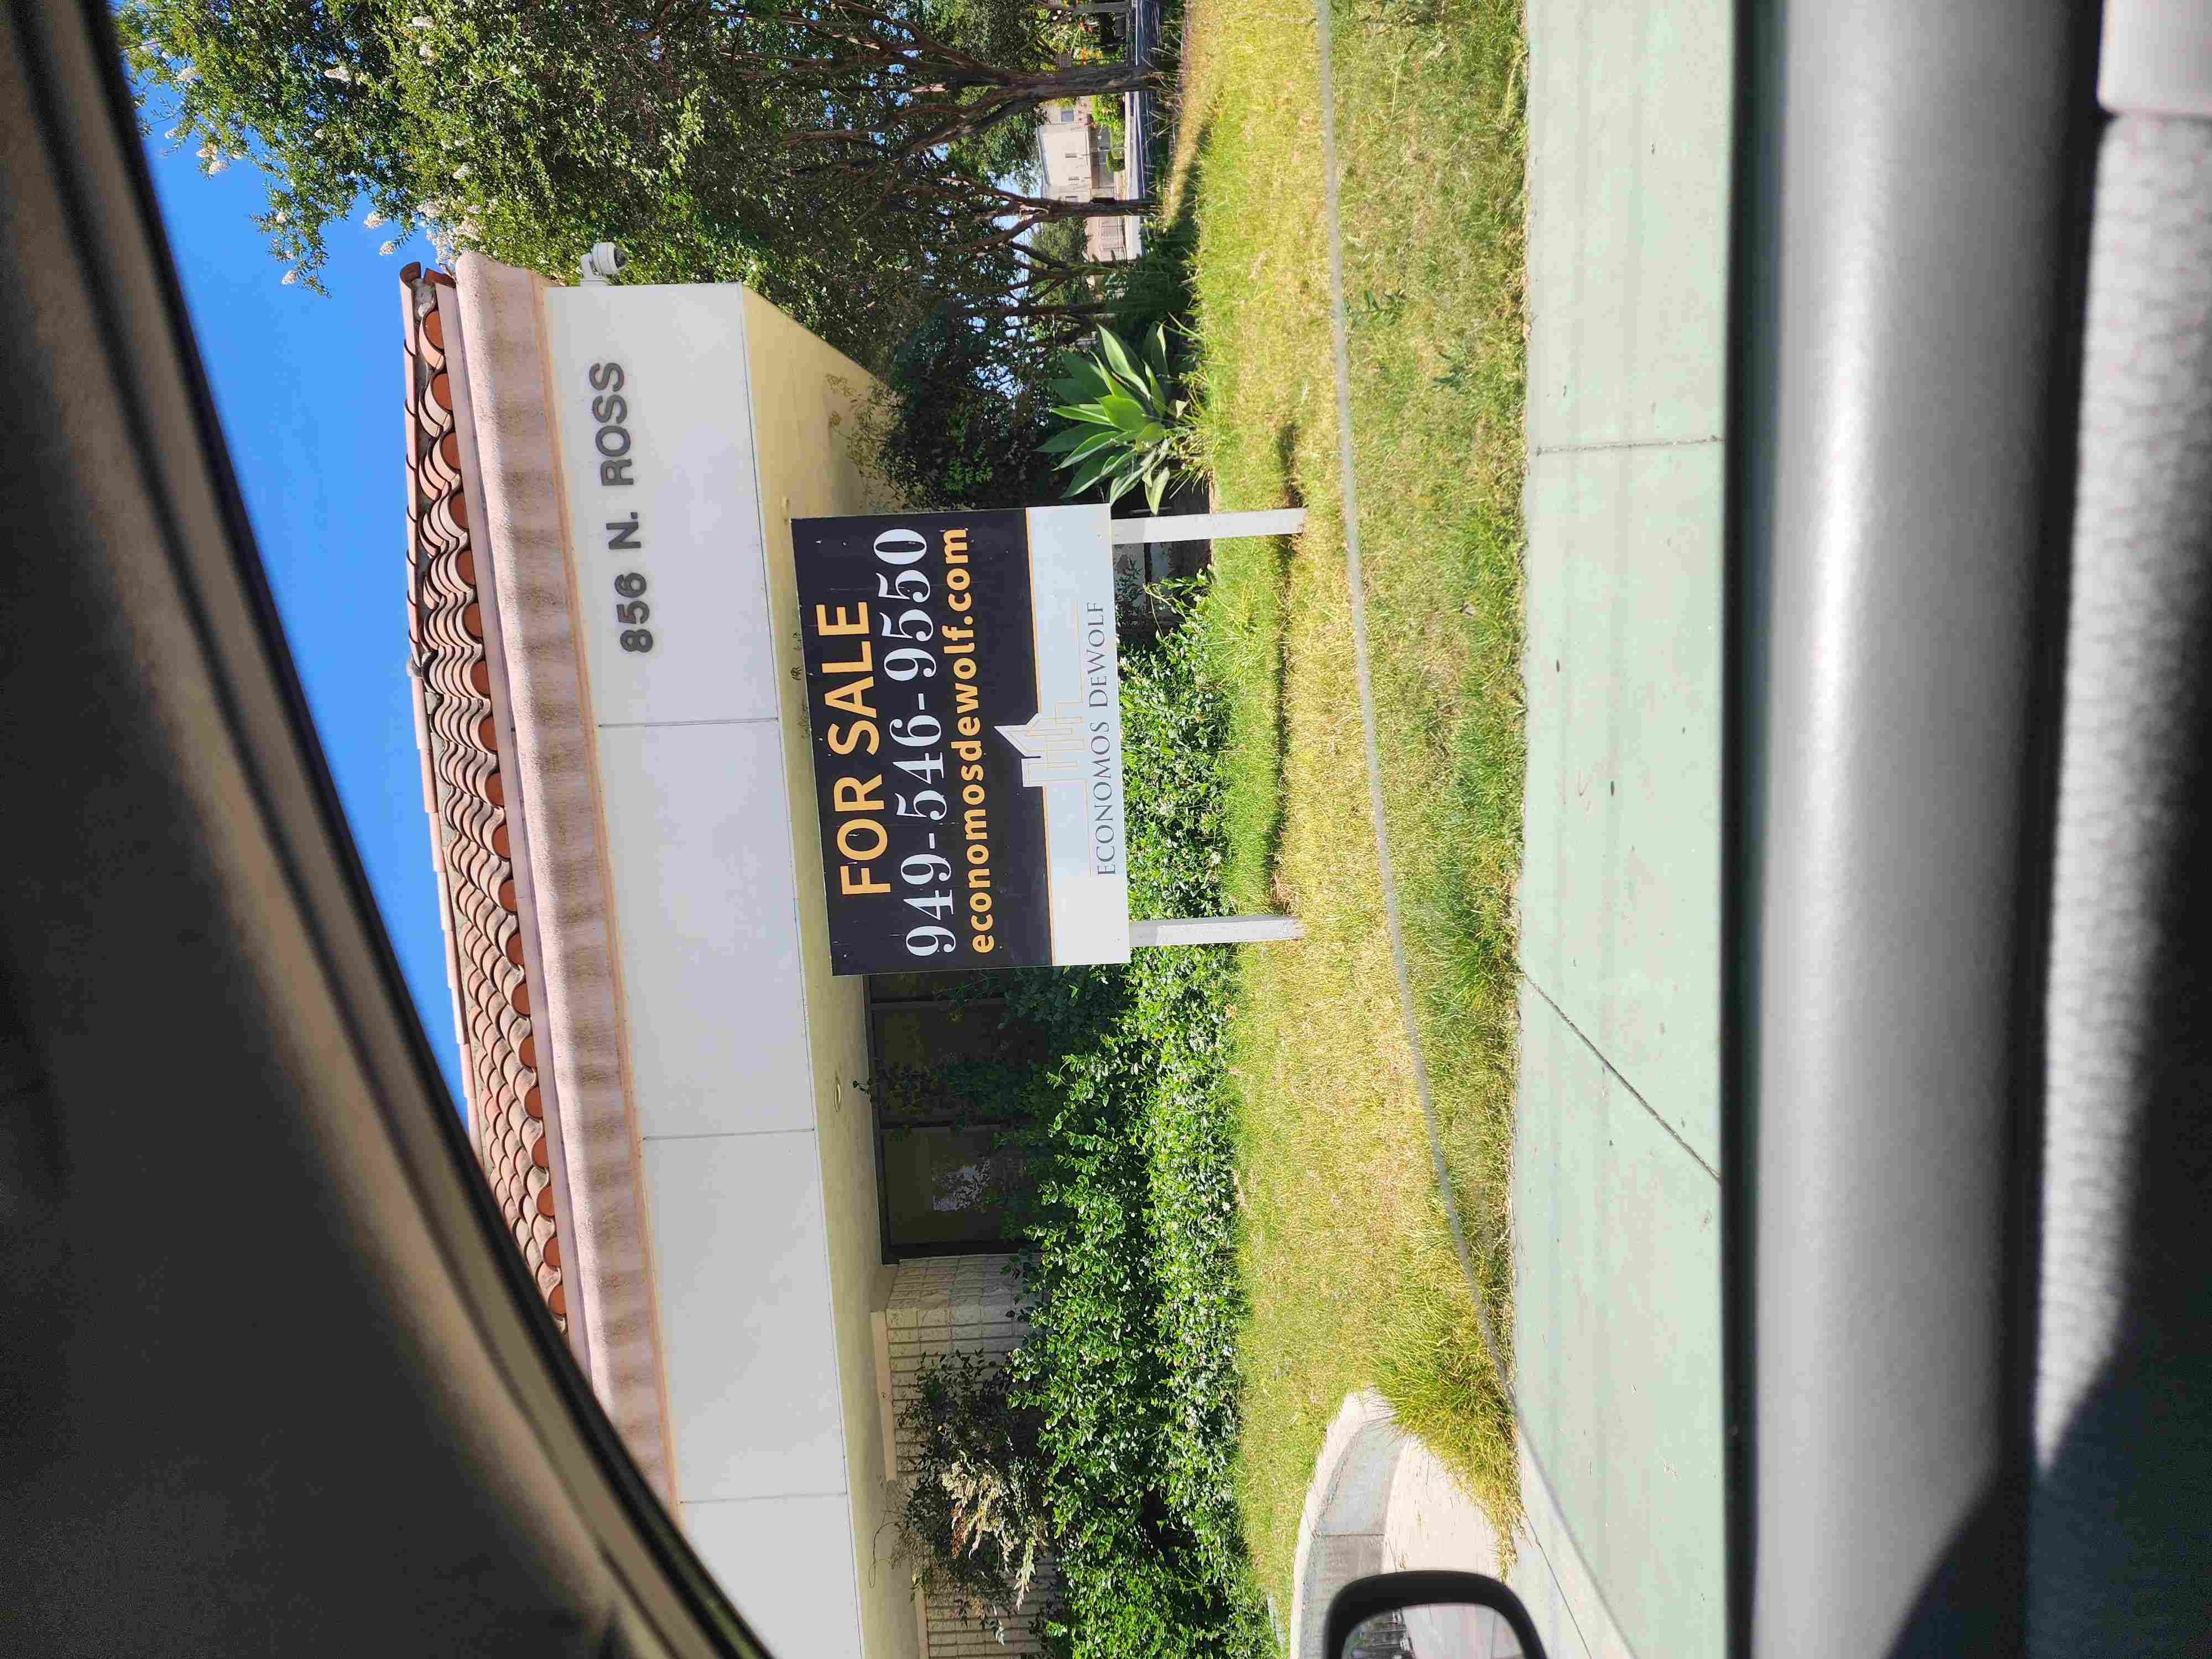 856 N. ROSS
FOR SALE
949-546-9550
economosdewolf.com
ECONOMOS DEWOLF